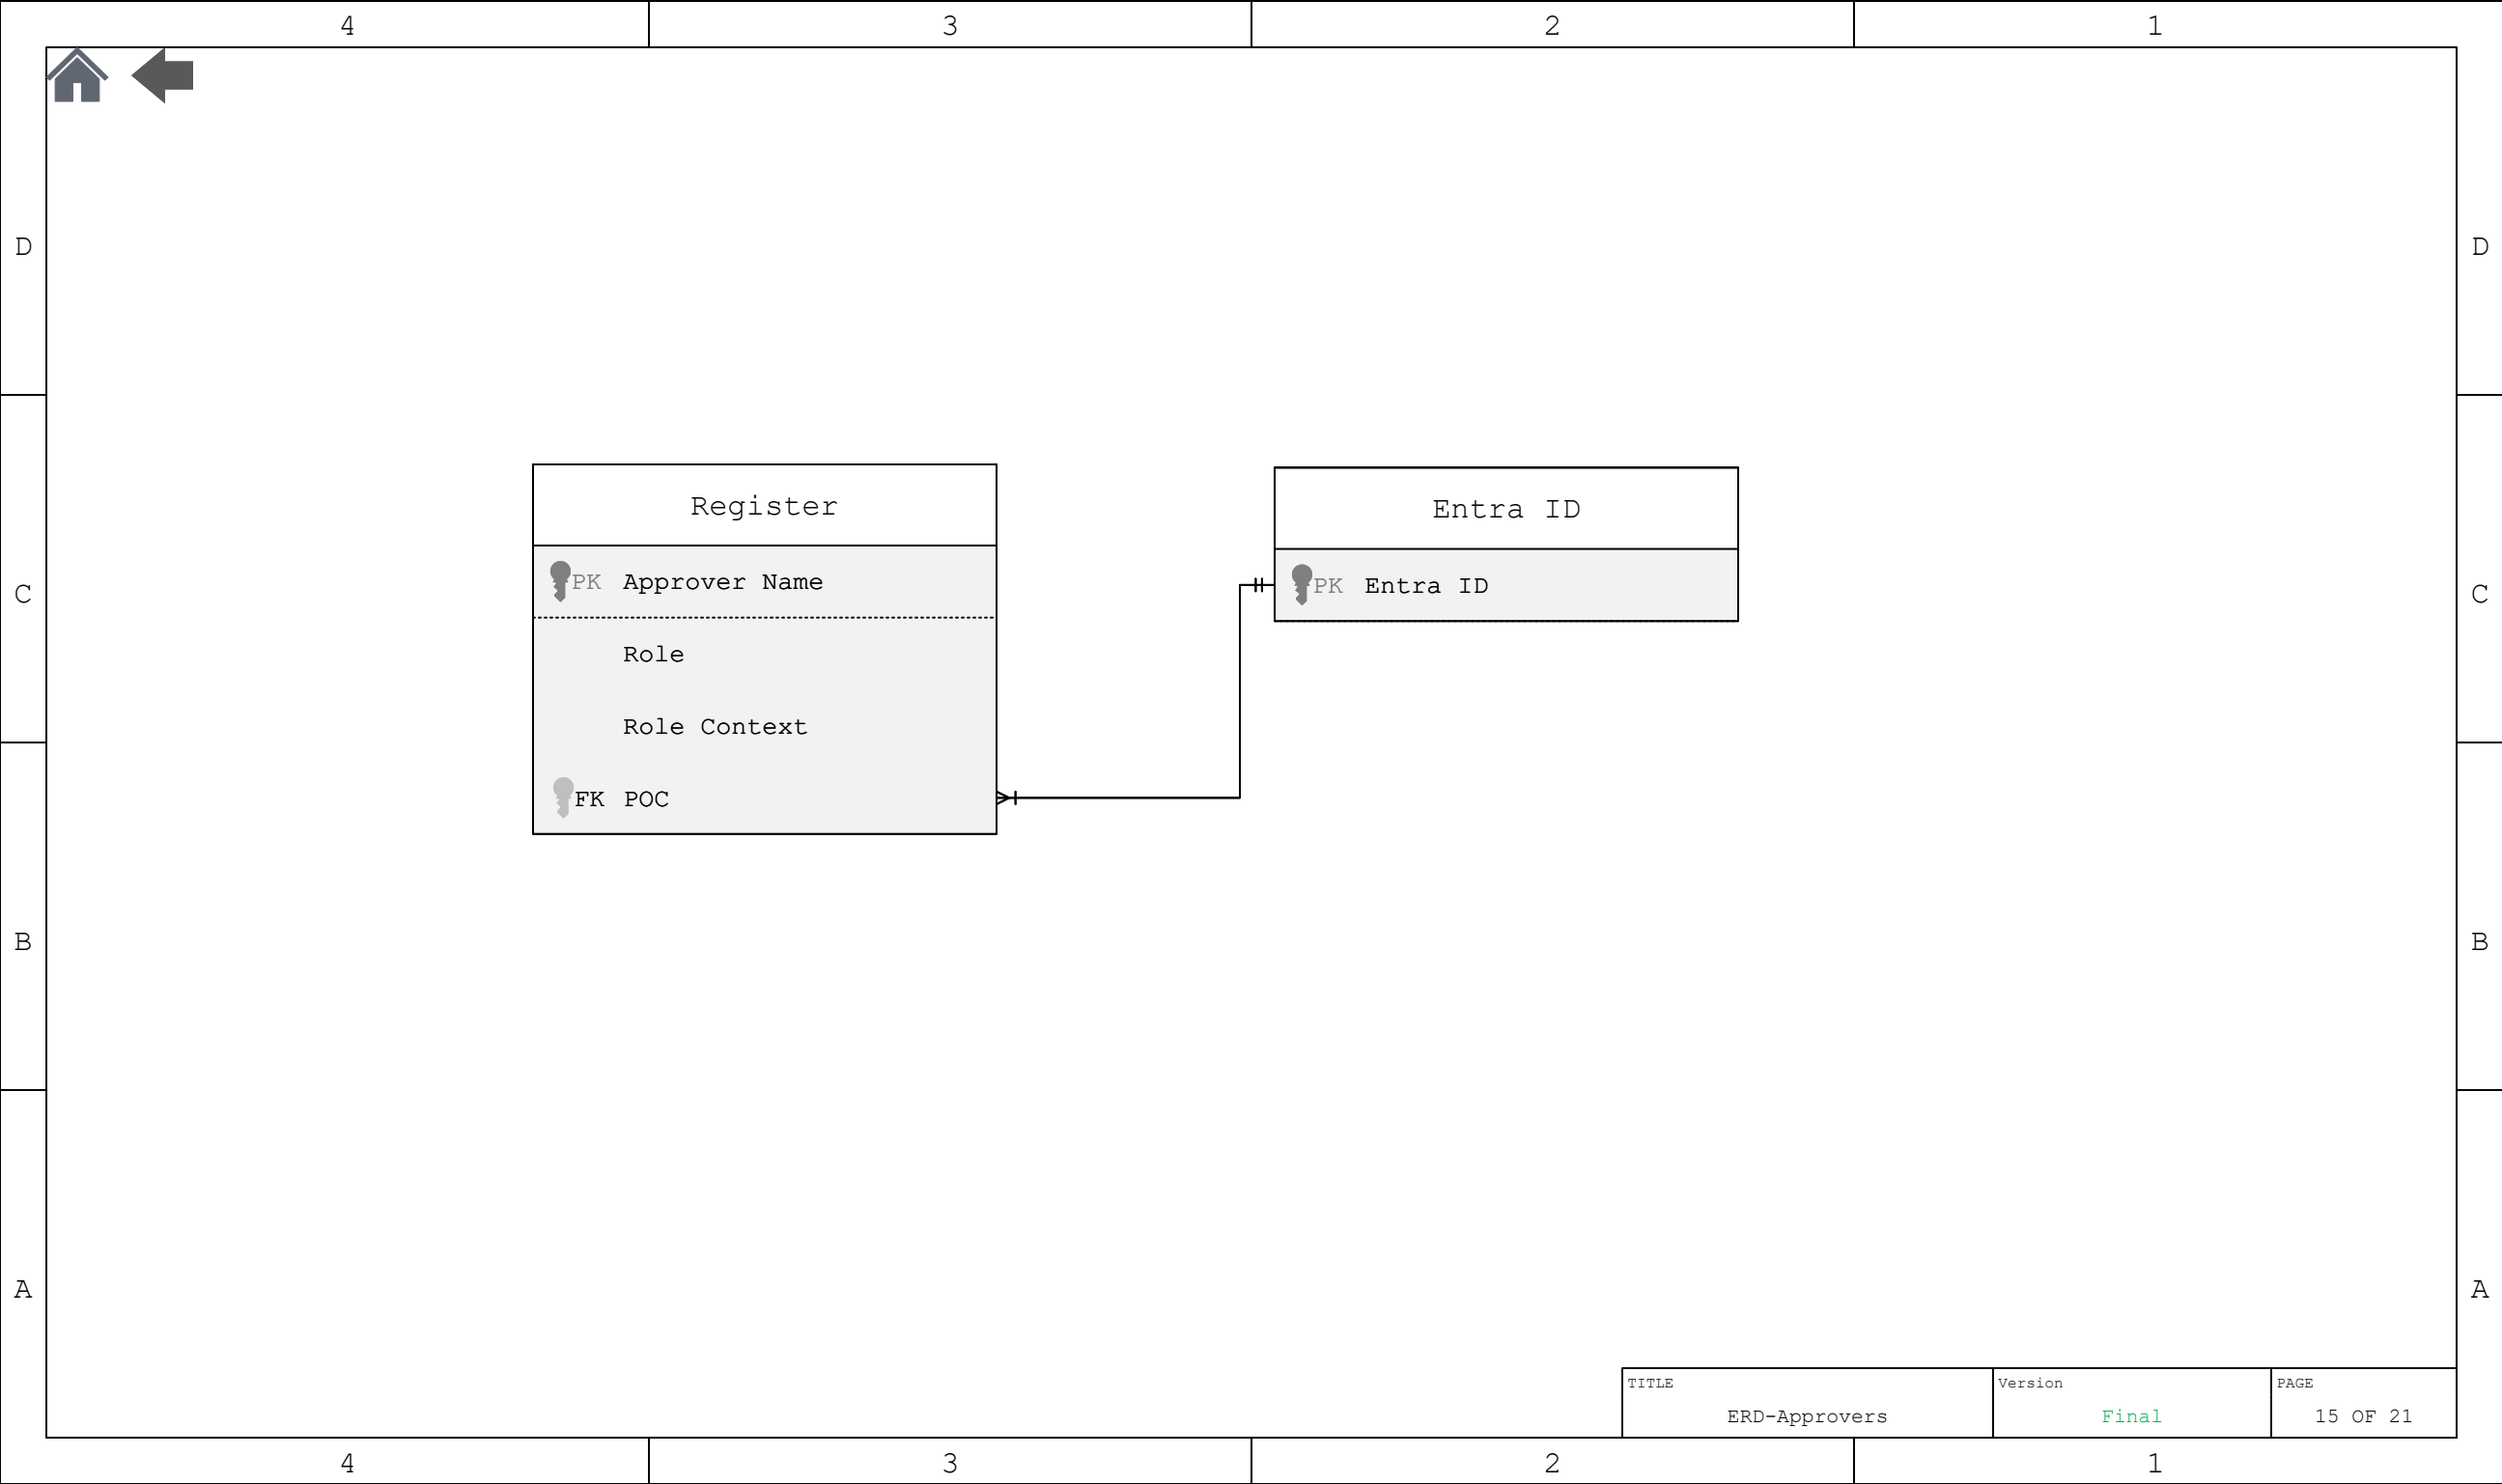 4 3 2 1
D D
Register Entra ID
PK Approver Name PK Entra ID
C C
Role
Role Context
FK POC
B B
A A
TITLE Version PAGE
ERD-Approvers Final 15 OF 21
4 3 2 1